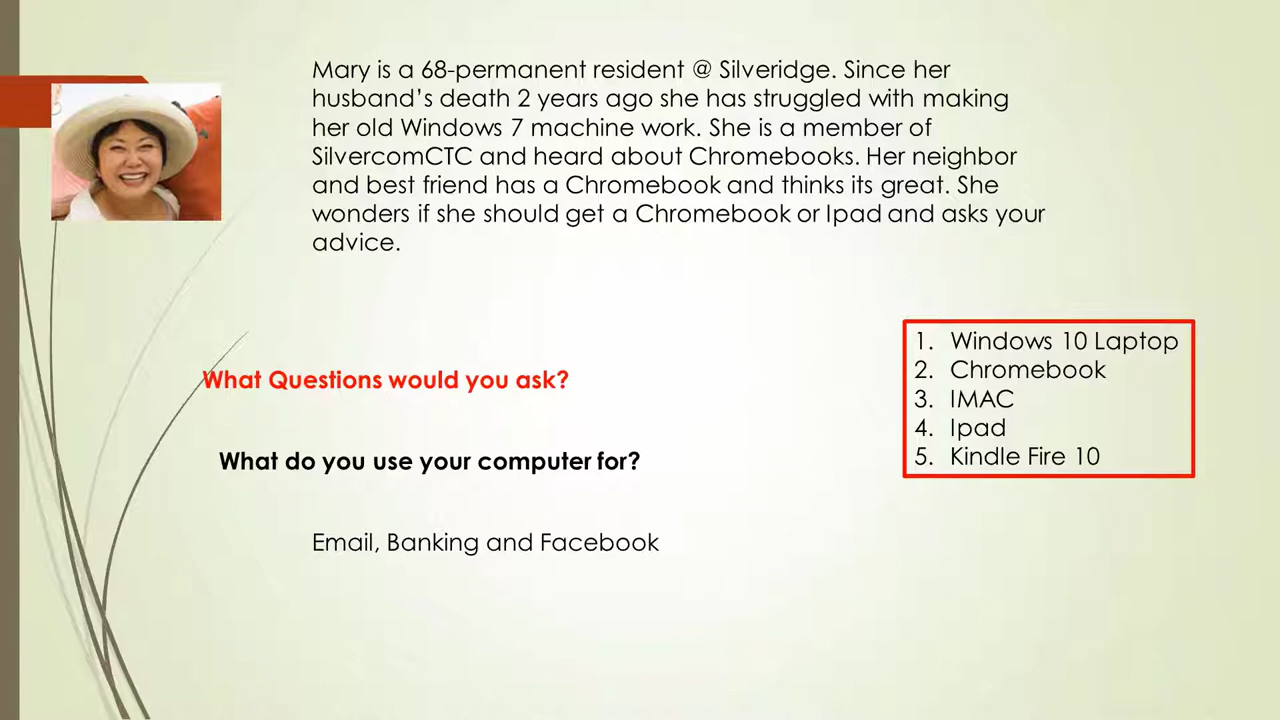 Mary is a 68-permanent resident @ Silveridge. Since her
husband's death 2 years ago she has struggled with making
her old Windows 7 machine work. She is a member of
SilvercomCTC and heard about Chromebooks. Her neighbor
and best friend has a Chromebook and thinks its great. She
wonders if she should get a Chromebook or Ipad and asks your
advice.
What Questions would you ask?
What do you use your computer for?
Email, Banking and Facebook
1. Windows 10 Laptop
2. Chromebook
3. IMAC
4. Ipad
5. Kindle Fire 10